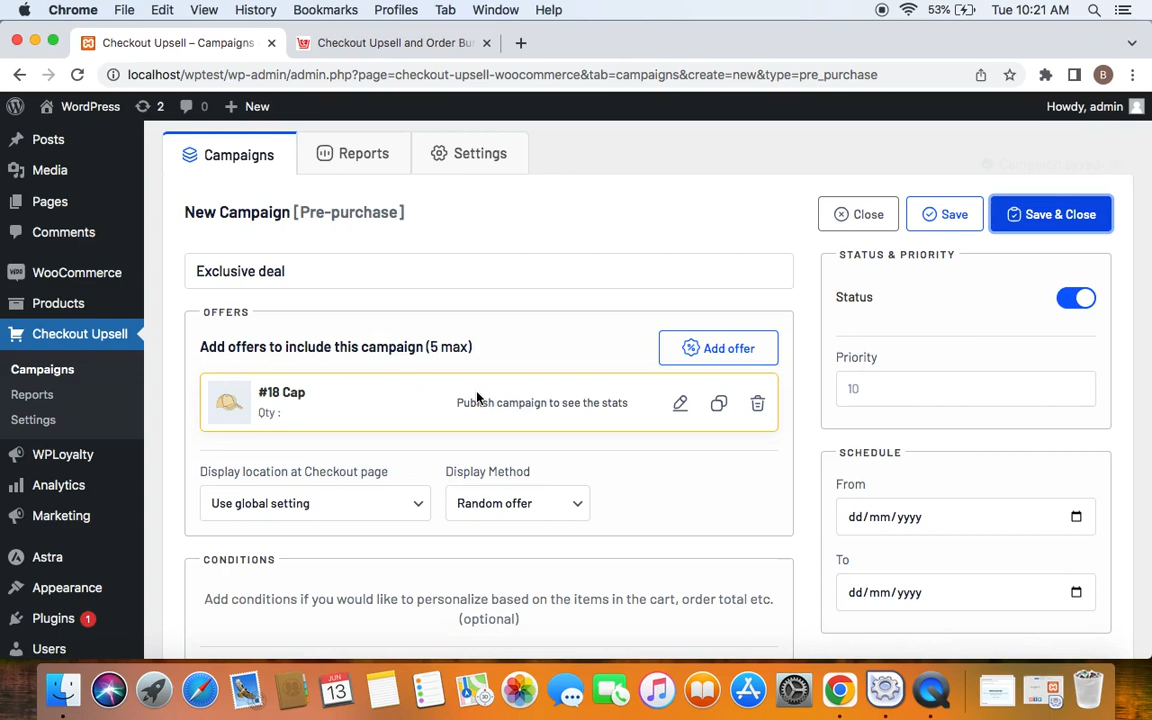 Chrome File Edit View History Bookmarks Profiles Tab Window Help 53% Tue 10:21 AM
Checkout Upsell – Campaigns Checkout Upsell and Order Bu
localhost/wptest/wp-admin/admin.php?page=checkout-upsell-woocommerce&tab=campaigns&create=new&type=pre_purchase B
WordPress 2 0 New Howdy, admin
Posts
Media
Pages
Comments
WooCommerce
Products
Checkout Upsell
Campaigns
Reports
Settings
WPLoyalty
Analytics
Marketing
Astra
Appearance
Plugins 1
Users
Campaigns Reports Settings
New Campaign [Pre-purchase] Close Save Save & Close
Exclusive deal
OFFERS
Add offers to include this campaign (5 max) Add offer
#18 Cap
Qty :
Publish campaign to see the stats
Display location at Checkout page Display Method
Use global setting Random offer
CONDITIONS
Add conditions if you would like to personalize based on the items in the cart, order total etc.
(optional)
STATUS & PRIORITY
Status
Priority
10
SCHEDULE
From
dd/mm/yyyy
To
dd/mm/yyyy
JUN
13